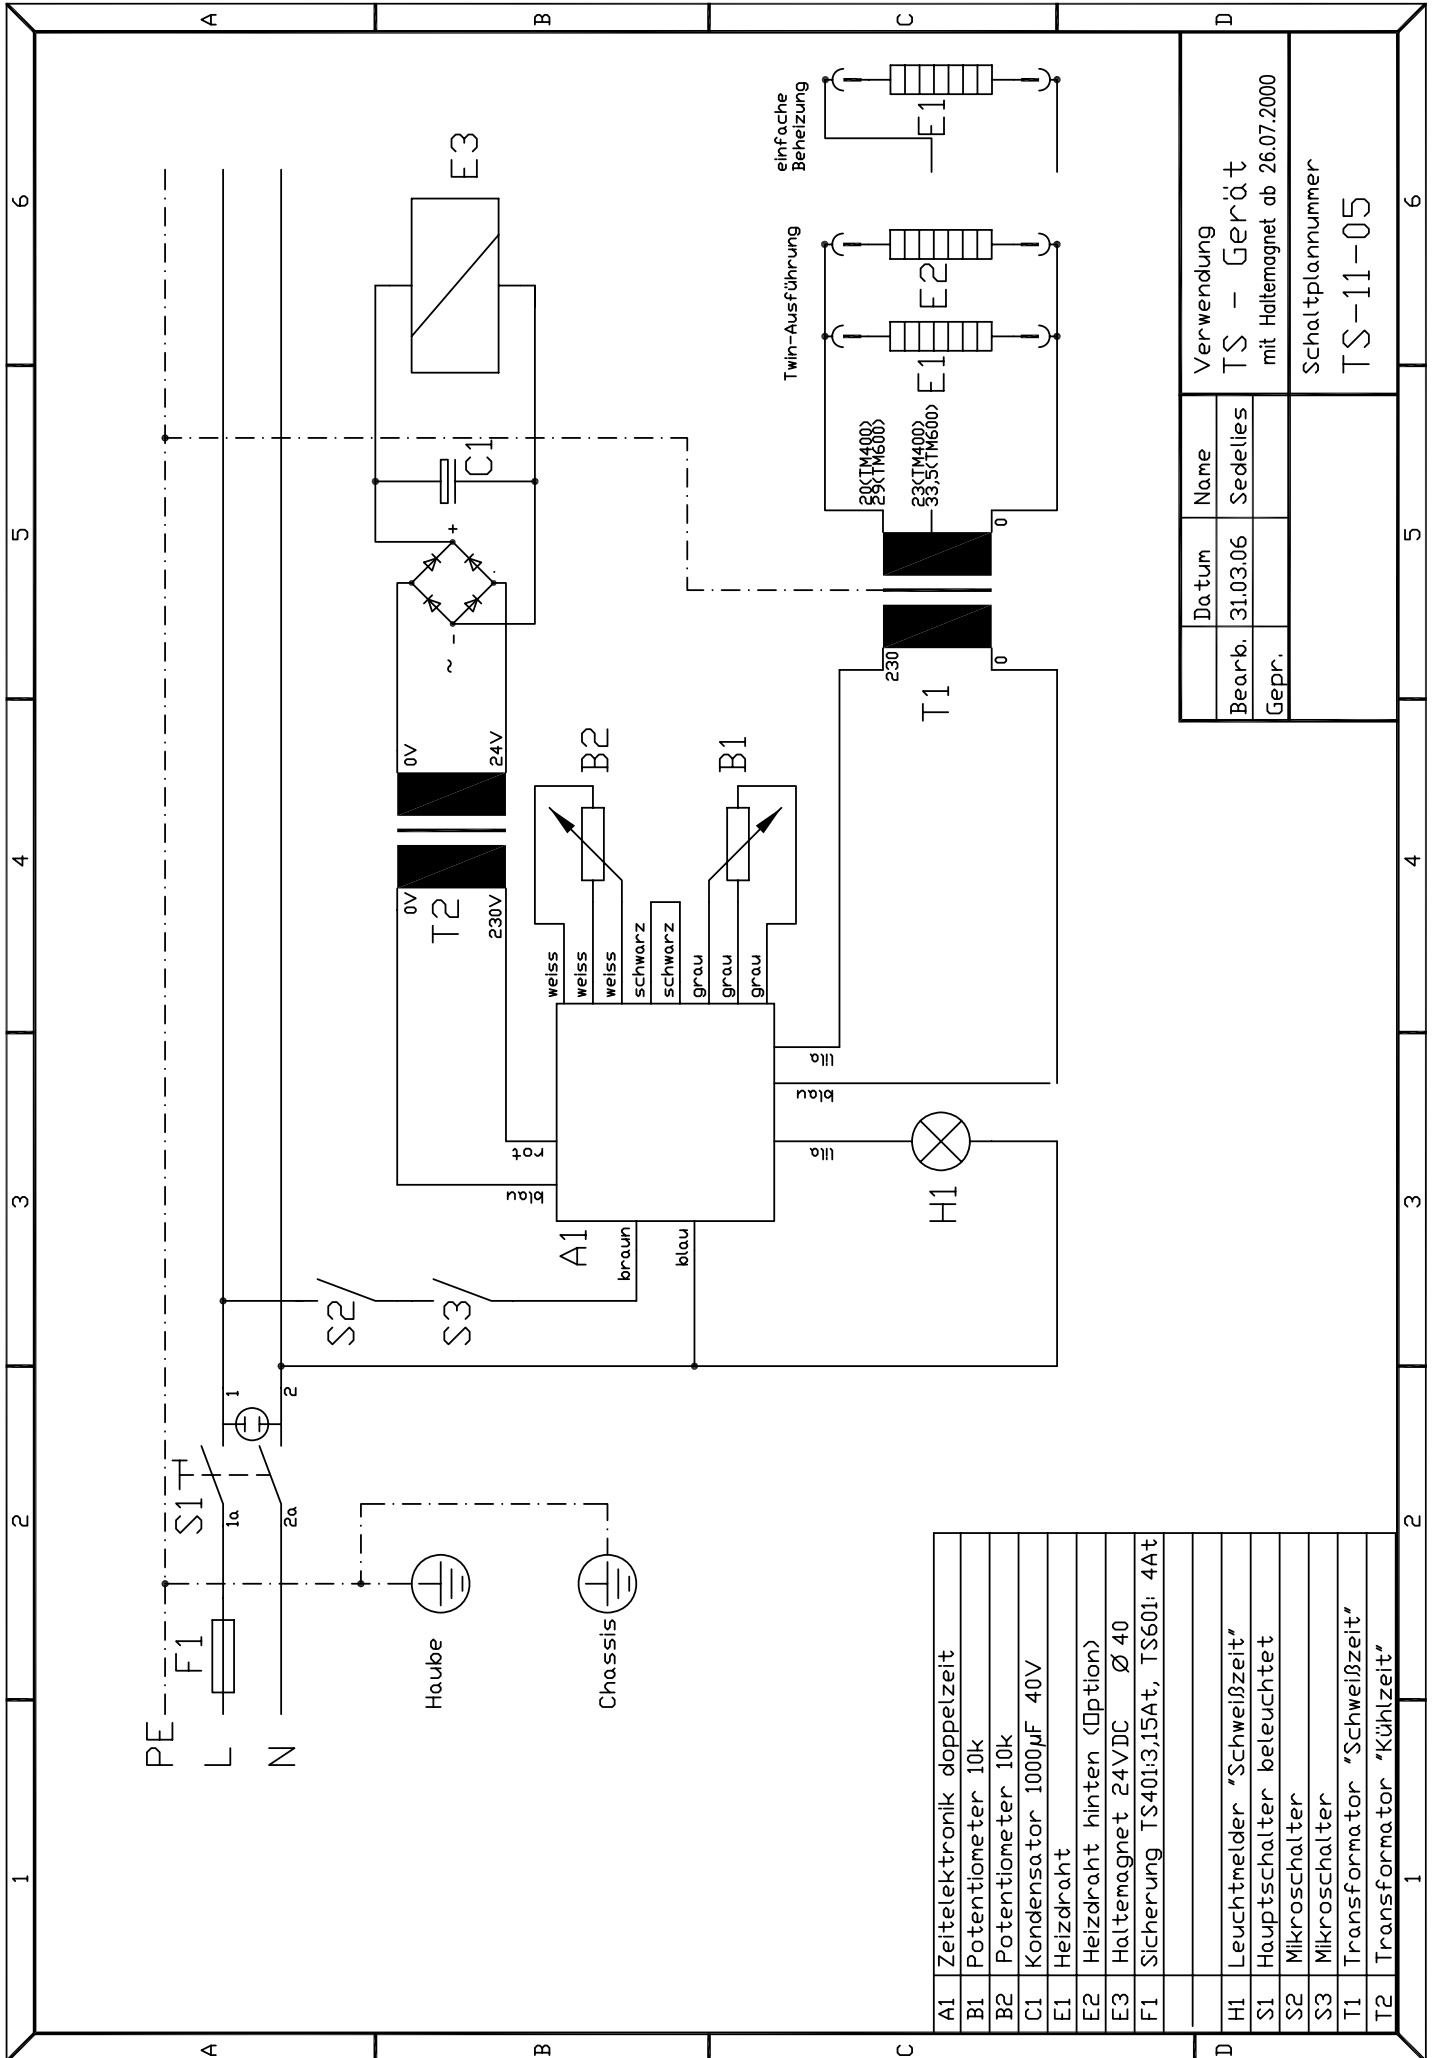 1
2
3
4
5
6
A
B
C
D
PE
L
N
F1
S1
1a
2a
1
2
Haube
Chassis
S2
S3
A1
braun
blau
blau
rot
lila
blau
lila
H1
weiss
weiss
weiss
schwarz
schwarz
grau
grau
grau
B2
B1
T2
0V
230V
0V
24V
~
-
+
C1
E3
T1
230
0
20(TM400)
29(TM600)
23(TM400)
33,5(TM600)
0
Twin-Ausführung
E1
E2
einfache
Beheizung
E1
A1 Zeitelektronik doppelzeit
B1 Potentiometer 10k
B2 Potentiometer 10k
C1 Kondensator 1000µF 40V
E1 Heizdraht
E2 Heizdraht hinten (Option)
E3 Haltemagnet 24VDC Ø 40
F1 Sicherung TS401:3,15At, TS601: 4At
H1 Leuchtmelder "Schweißzeit"
S1 Hauptschalter beleuchtet
S2 Mikroschalter
S3 Mikroschalter
T1 Transformator "Schweißzeit"
T2 Transformator "Kühlzeit"
Datum Name
Bearb. 31.03.06 Sedelies
Gepr.
Verwendung
TS - Gerät
mit Haltemagnet ab 26.07.2000
Schaltplannummer
TS-11-05
A
B
C
D
1
2
3
4
5
6